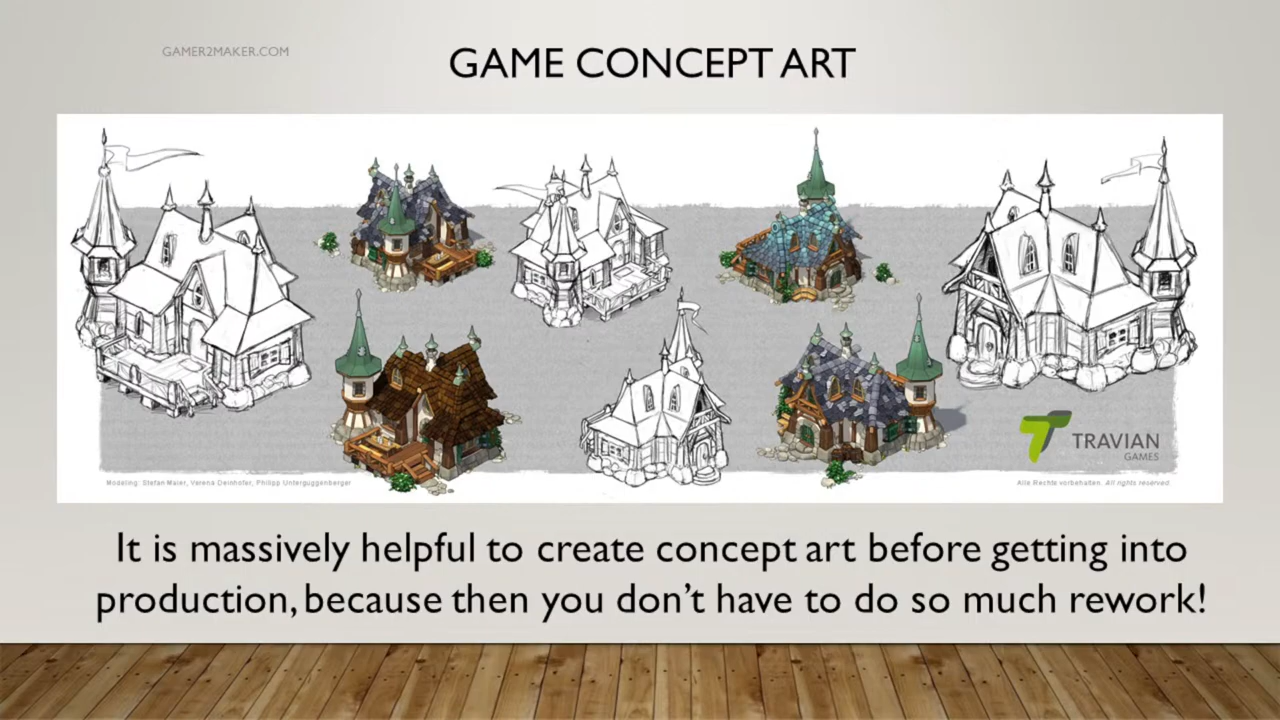 GAMER2MAKER.COM
GAME CONCEPT ART
TRAVIAN
GAMES
Modeling: Stefan Maier, Verena Deinhofer, Philipp Unterguggenberger
Alle Rechte vorbehalten. All rights reserved.
It is massively helpful to create concept art before getting into
production, because then you don’t have to do so much rework!